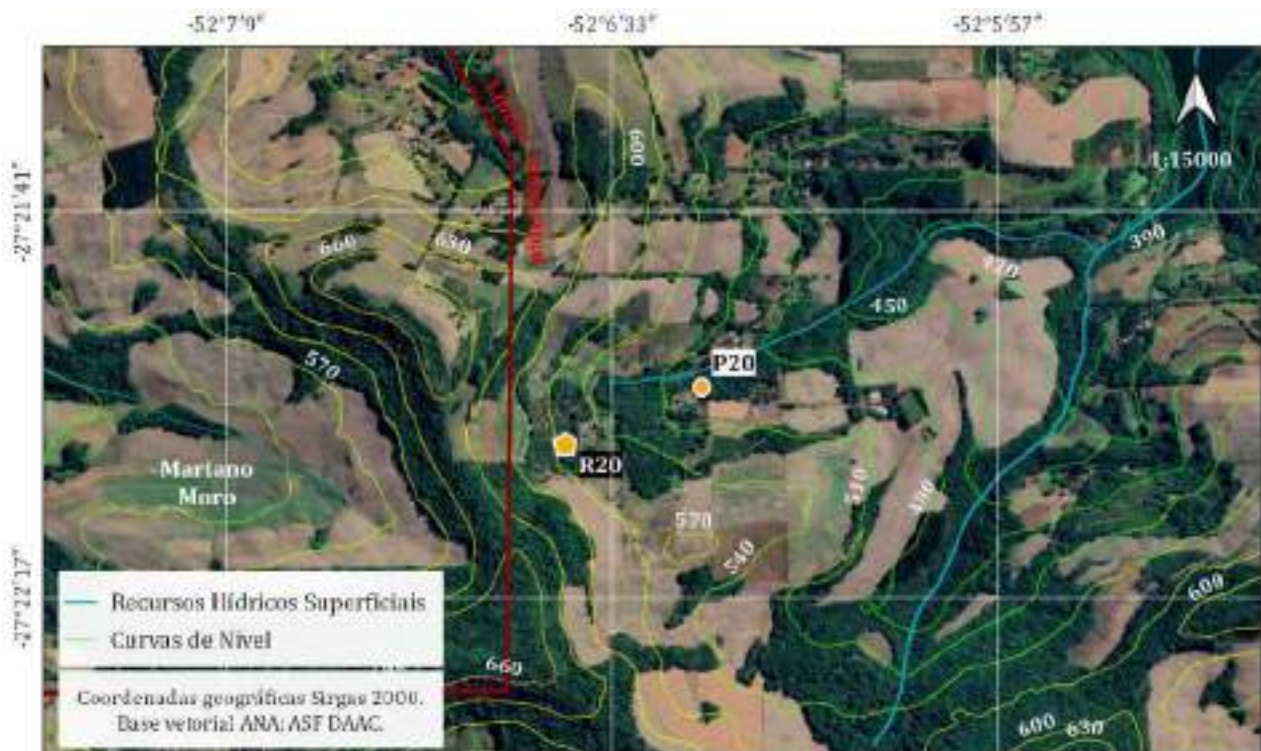 -52°7'9" -52°6'33" -52°5'57"
-27°21'41"
-27°22'17"
1:15000
600
390
660
630
420
450
570
P20
R20
Mariano
Moro
510
480
570
540
600
660
600
630
Recursos Hídricos Superficiais
Curvas de Nível
Coordenadas geográficas Sirgas 2000.
Base vetorial ANA; ASF DAAC.